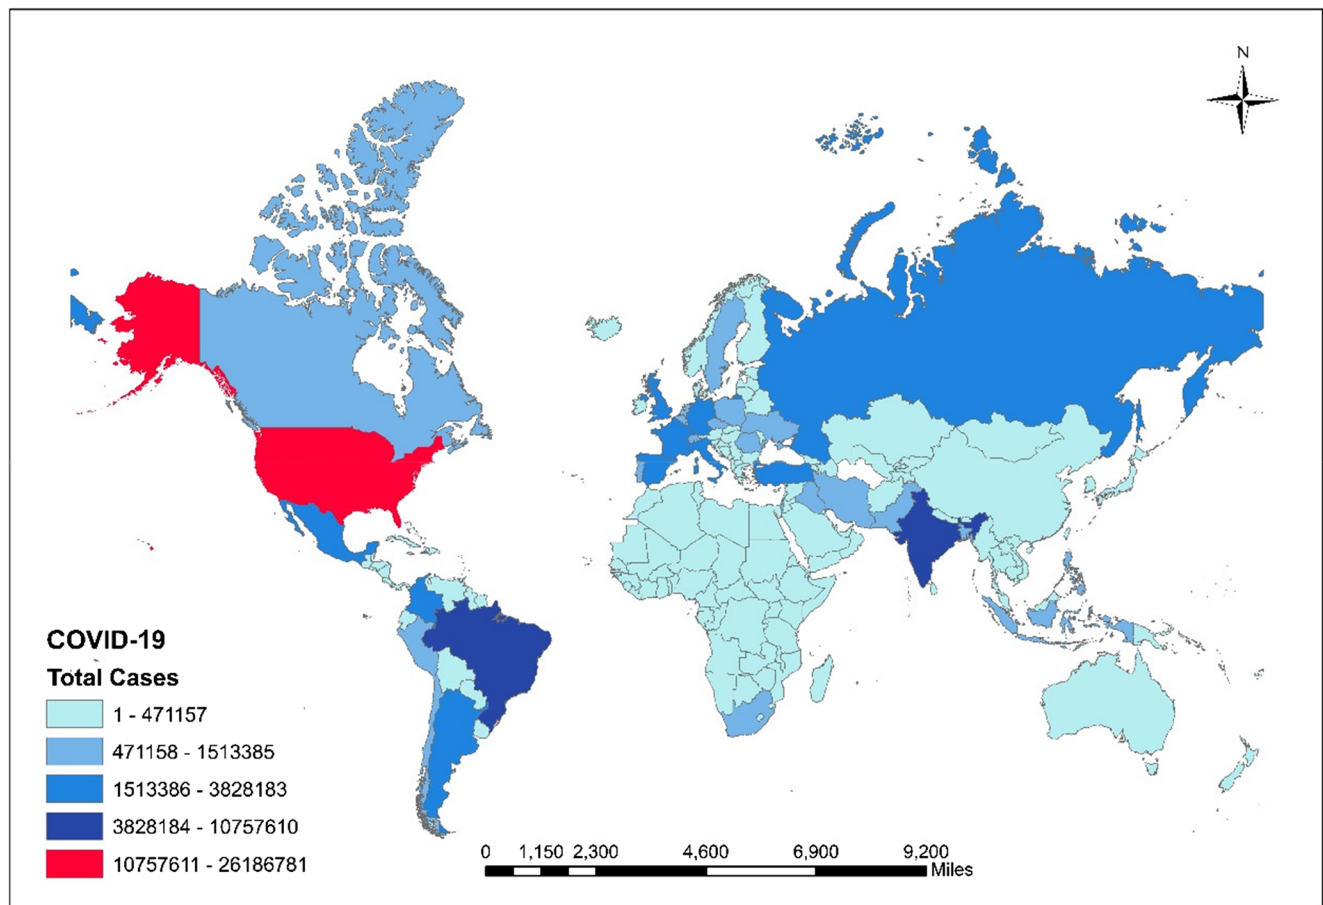 N
COVID-19
Total Cases
1 - 471157
471158 - 1513385
1513386 - 3828183
3828184 - 10757610
10757611 - 26186781
0 1,150 2,300 4,600 6,900 9,200
Miles